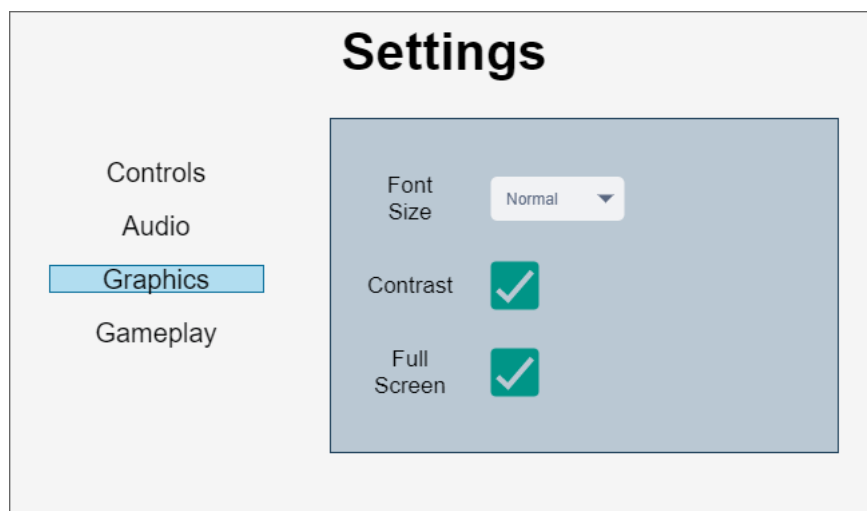 Settings
Controls
Audio
Graphics
Gameplay
Font
Size
Normal
Contrast
Full
Screen